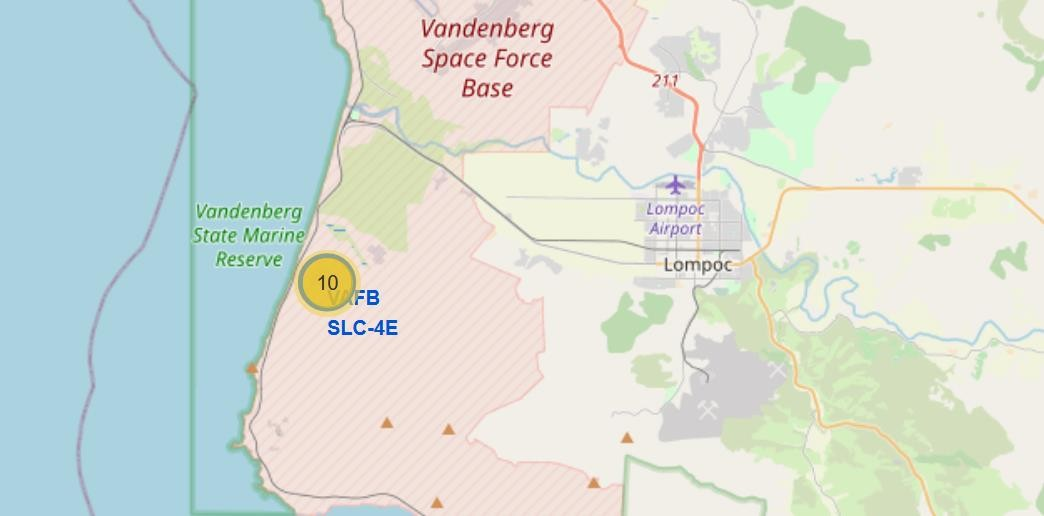 Vandenberg
Space Force
Base
211
Vandenberg
State Marine
Reserve
Lompoc
Airport
Lompoc
10
VAFB
SLC-4E